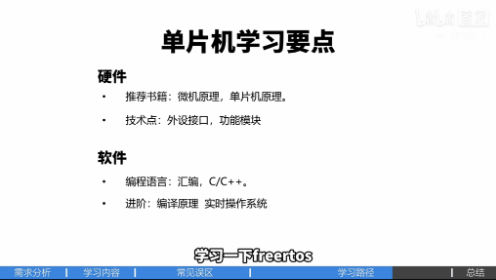 单片机学习要点
硬件
• 推荐书籍：微机原理，单片机原理。
• 技术点：外设接口，功能模块
软件
• 编程语言：汇编，C/C++。
• 进阶：编译原理 实时操作系统
学习一下freertos
需求分析 学习内容 常见误区 学习路径 总结